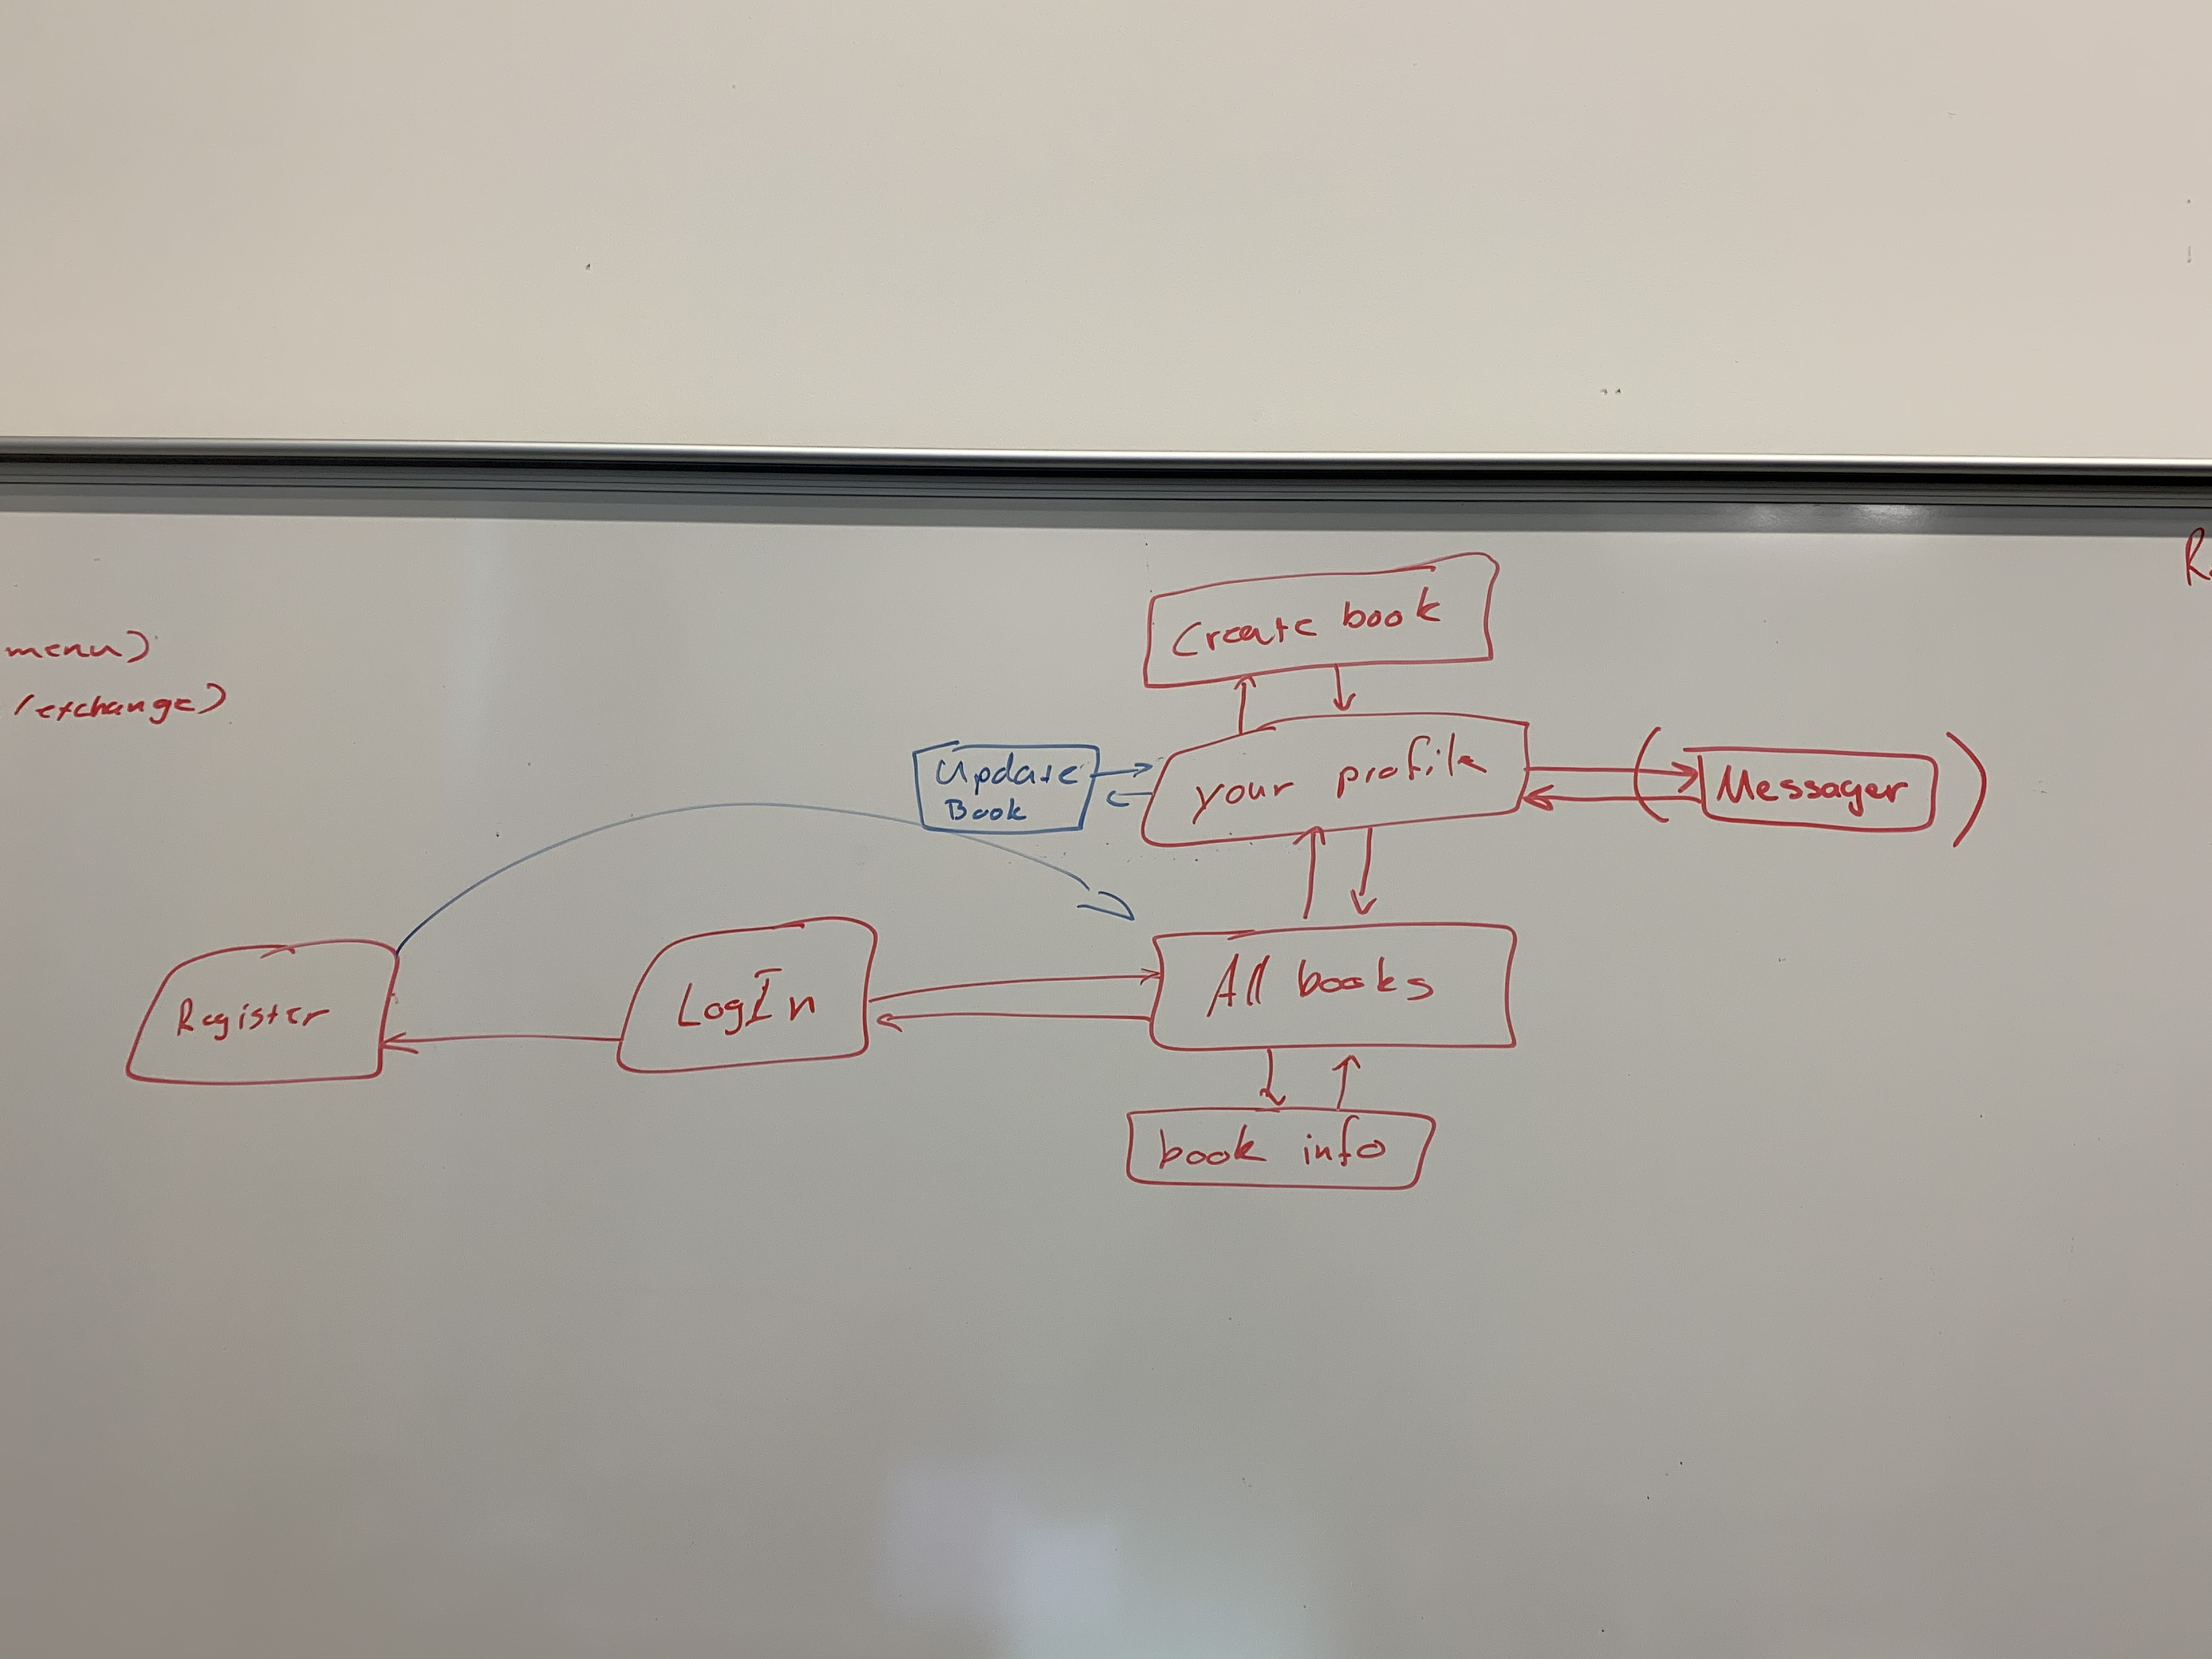 menu)
/exchange)
Create book
Update
Book
your profile
(Messager)
Register
LogIn
All books
book info